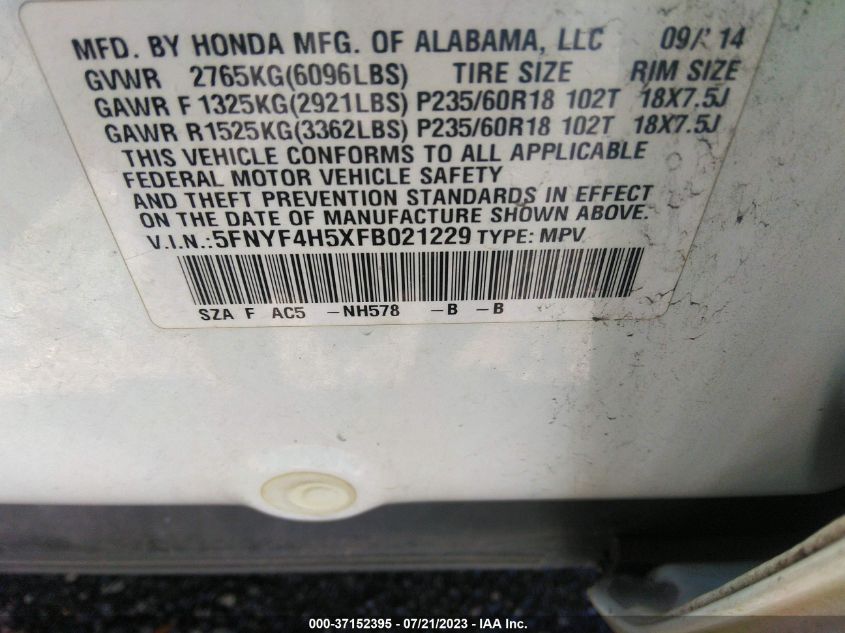 MFD. BY HONDA MFG. OF ALABAMA, LLC 09/14
GVWR 2765KG(6096LBS) TIRE SIZE RIM SIZE
GAWR F 1325KG(2921LBS) P235/60R18 102T 18X7.5J
GAWR R1525KG(3362LBS) P235/60R18 102T 18X7.5J
THIS VEHICLE CONFORMS TO ALL APPLICABLE
FEDERAL MOTOR VEHICLE SAFETY
AND THEFT PREVENTION STANDARDS IN EFFECT
ON THE DATE OF MANUFACTURE SHOWN ABOVE.
V.I.N.:5FNYF4H5XFB021229 TYPE: MPV
SZA F AC5 -NH578 -B -B
000-37152395 - 07/21/2023 - IAA Inc.